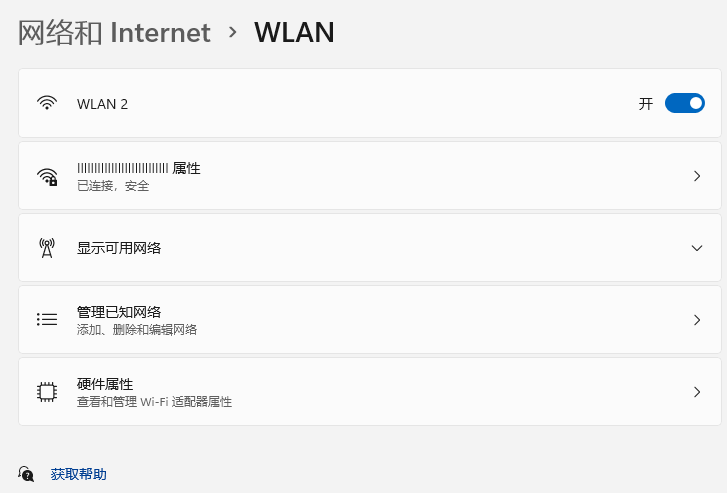 网络和 Internet › WLAN
WLAN 2
开
属性
已连接，安全
显示可用网络
管理已知网络
添加、删除和编辑网络
硬件属性
查看和管理 Wi-Fi 适配器属性
获取帮助